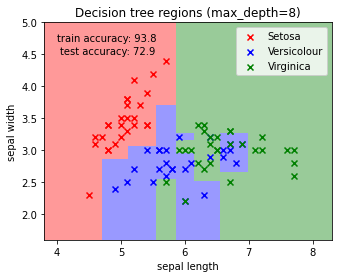 Decision tree regions (max_depth=8)
train accuracy: 93.8
test accuracy: 72.9
Setosa
Versicolour
Virginica
sepal width
5.0
4.5
4.0
3.5
3.0
2.5
2.0
4
5
6
7
8
sepal length